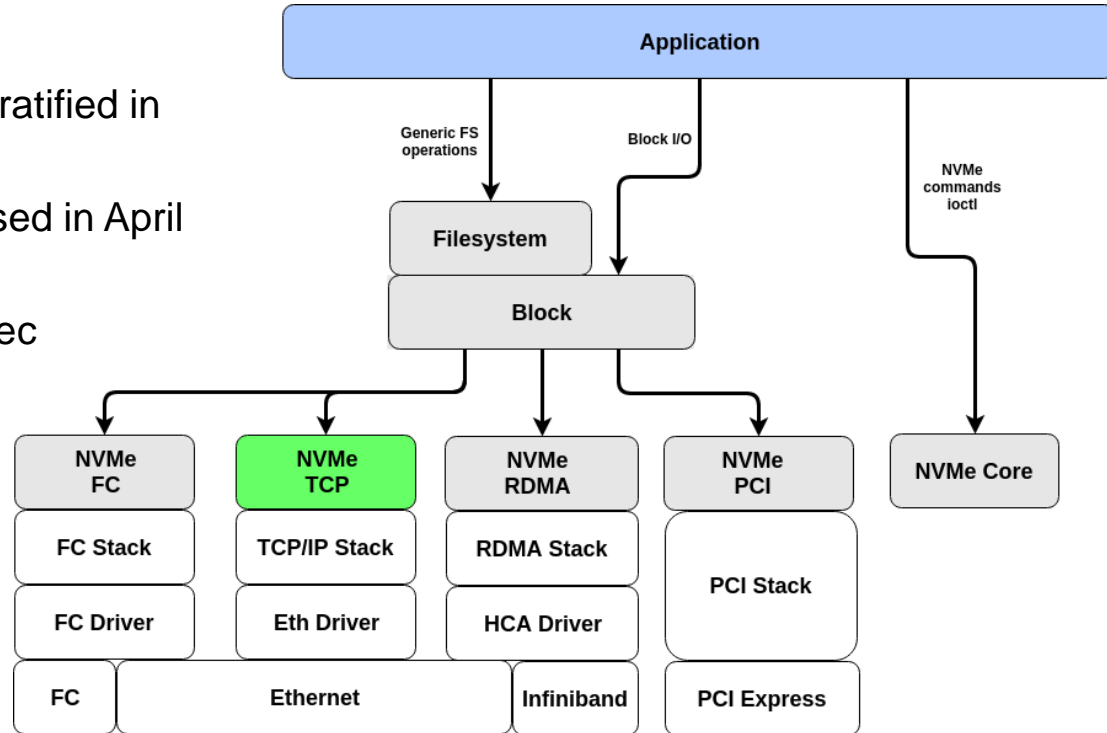 ratified in
sed in April
ec
Application
Generic FS
operations
Block I/O
NVMe
commands
ioctl
Filesystem
Block
NVMe
FC
NVMe
TCP
NVMe
RDMA
NVMe
PCI
NVMe Core
FC Stack
TCP/IP Stack
RDMA Stack
PCI Stack
FC Driver
Eth Driver
HCA Driver
FC
Ethernet
Infiniband
PCI Express